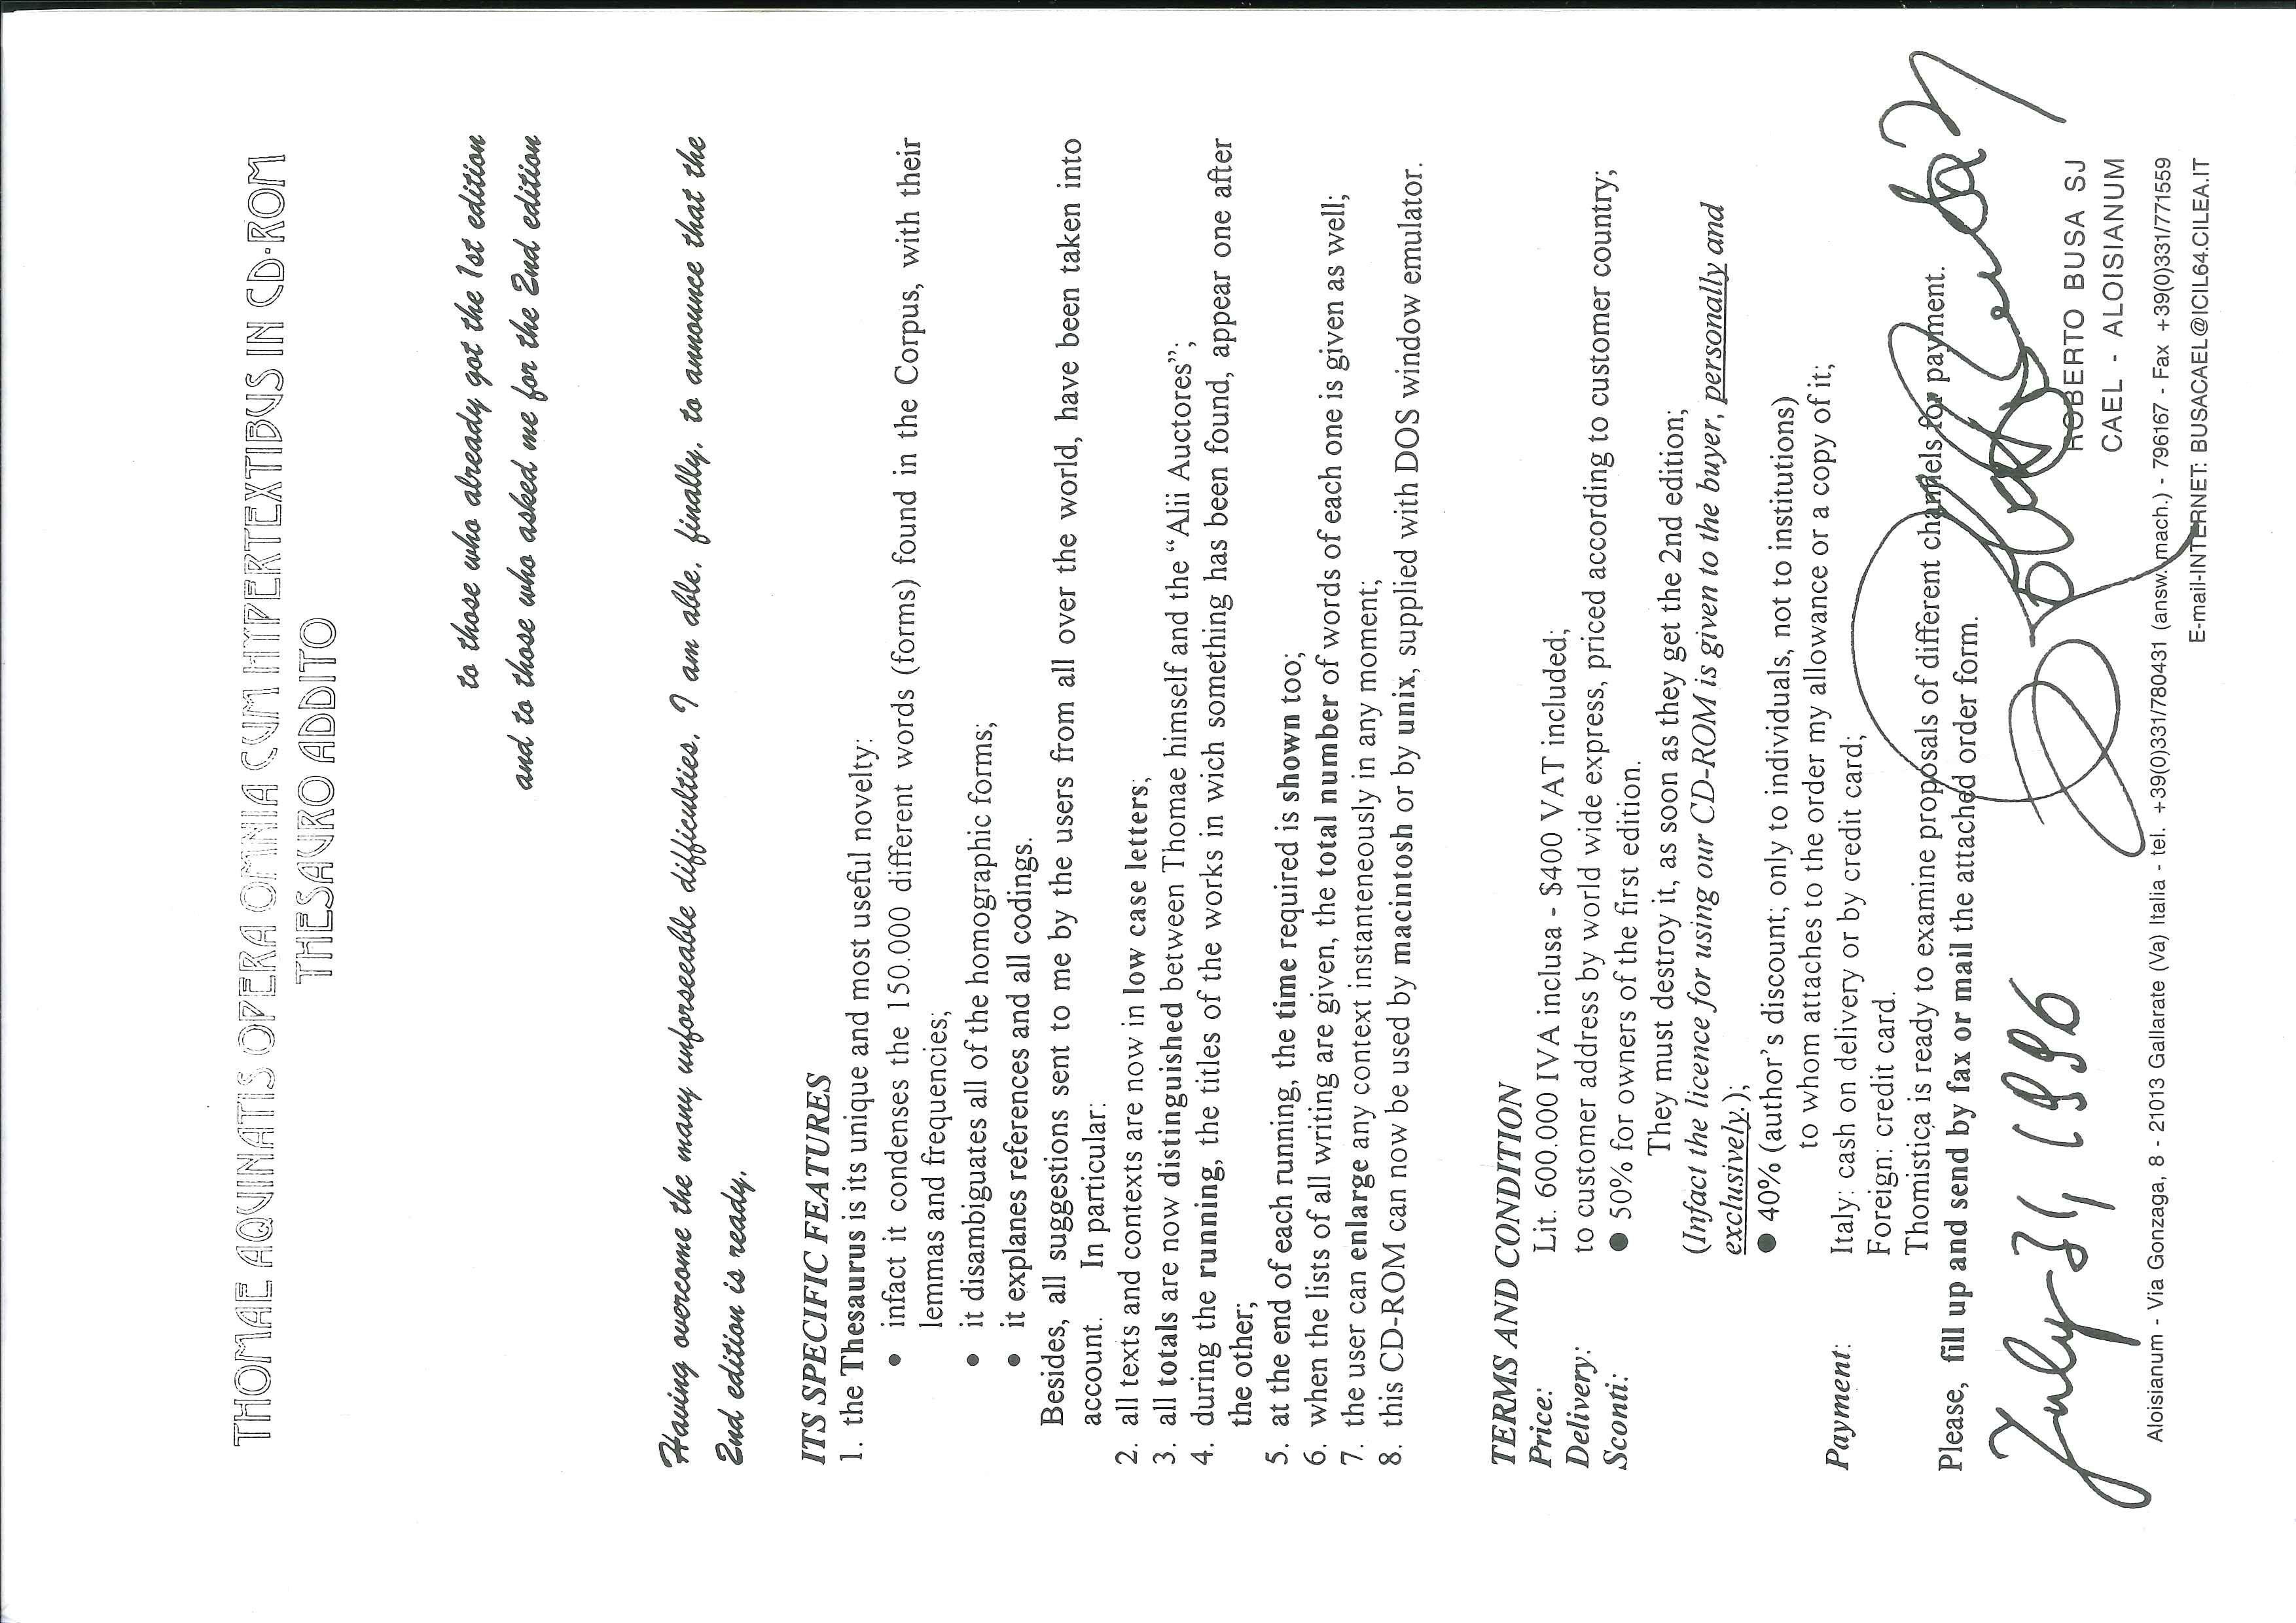 THOMAE AQVINATIS OPERA OMNIA CVM HYPERTEXTIBVS IN CD-ROM
THESAVRO ADDITO
to those who already got the 1st edition
and to those who asked me for the 2nd edition
Having overcome the many unforseeable difficulties, I am able, finally, to announce that the
2nd edition is ready.
ITS SPECIFIC FEATURES
1. the Thesaurus is its unique and most useful novelty:
● infact it condenses the 150.000 different words (forms) found in the Corpus, with their
lemmas and frequencies;
● it disambiguates all of the homographic forms;
● it explanes references and all codings.
Besides, all suggestions sent to me by the users from all over the world, have been taken into
account. In particular:
2. all texts and contexts are now in low case letters;
3. all totals are now distinguished between Thomae himself and the “Alii Auctores”;
4. during the running, the titles of the works in wich something has been found, appear one after
the other;
5. at the end of each running, the time required is shown too;
6. when the lists of all writing are given, the total number of words of each one is given as well;
7. the user can enlarge any context instanteneously in any moment;
8. this CD-ROM can now be used by macintosh or by unix, supplied with DOS window emulator.
TERMS AND CONDITION
Price: Lit. 600.000 IVA inclusa - $400 VAT included;
Delivery: to customer address by world wide express, priced according to customer country;
Sconti: ● 50% for owners of the first edition.
They must destroy it, as soon as they get the 2nd edition;
(Infact the licence for using our CD-ROM is given to the buyer, personally and
exclusively.);
● 40% (author's discount; only to individuals, not to institutions)
to whom attaches to the order my allowance or a copy of it;
Payment: Italy: cash on delivery or by credit card;
Foreign: credit card.
Thomistica is ready to examine proposals of different channels for payment.
Please, fill up and send by fax or mail the attached order form.
July 31, 1996
Roberto Busa SJ
ROBERTO BUSA SJ
CAEL - ALOISIANUM
Aloisianum - Via Gonzaga, 8 - 21013 Gallarate (Va) Italia - tel. +39(0)331/780431 (answ. mach.) - 796167 - Fax +39(0)331/771559
E-mail-INTERNET: BUSACAEL@ICIL64.CILEA.IT